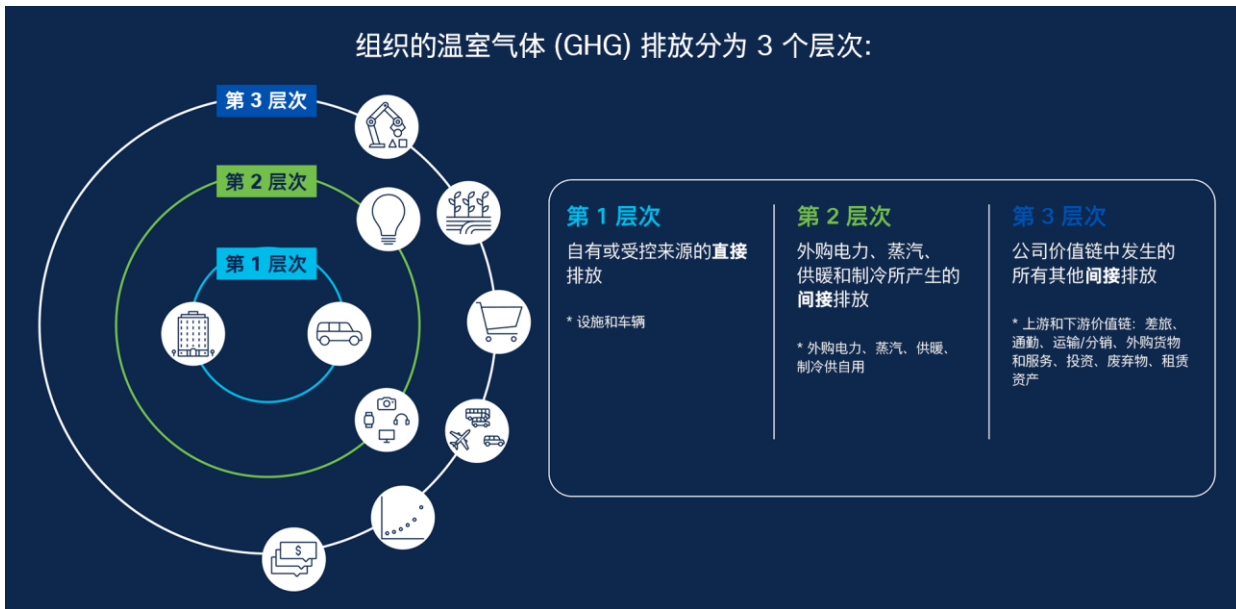 组织的温室气体 (GHG) 排放分为 3 个层次:
第 3 层次
第 2 层次
第 1 层次
$
第 1 层次
自有或受控来源的直接
排放
* 设施和车辆
第 2 层次
外购电力、蒸汽、
供暖和制冷所产生的
间接排放
* 外购电力、蒸汽、供暖、
制冷供自用
第 3 层次
公司价值链中发生的
所有其他间接排放
* 上游和下游价值链：差旅、
通勤、运输/分销、外购货物
和服务、投资、废弃物、租赁
资产